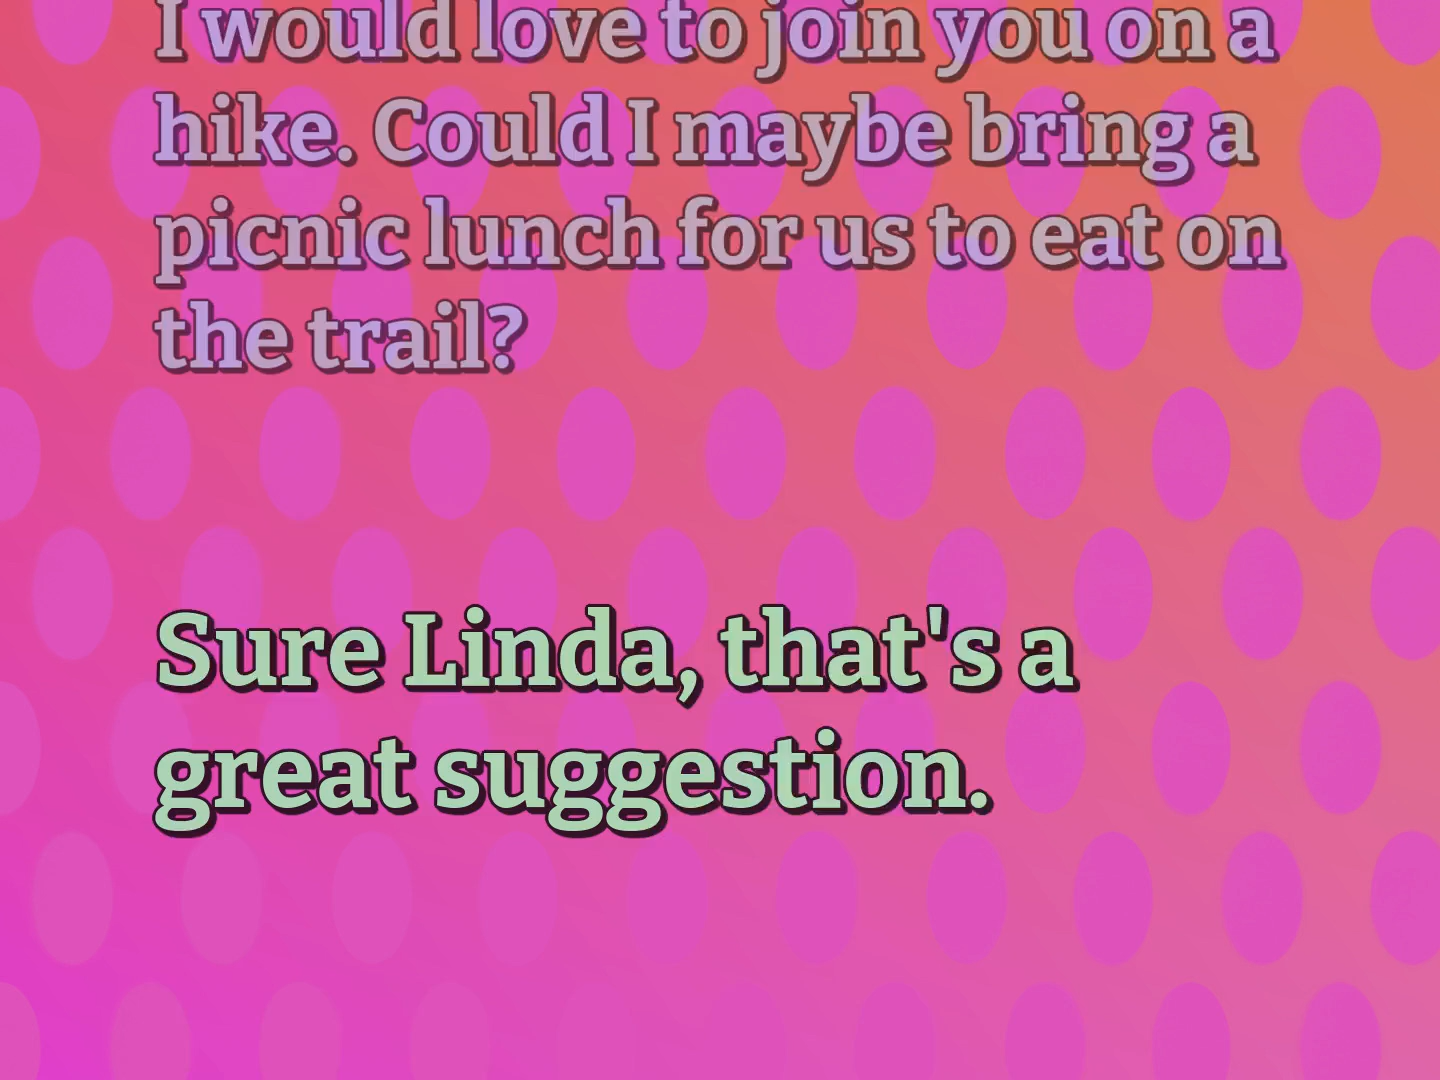 I would love to join you on a
hike. Could I maybe bring a
picnic lunch for us to eat on
the trail?
Sure Linda, that's a
great suggestion.